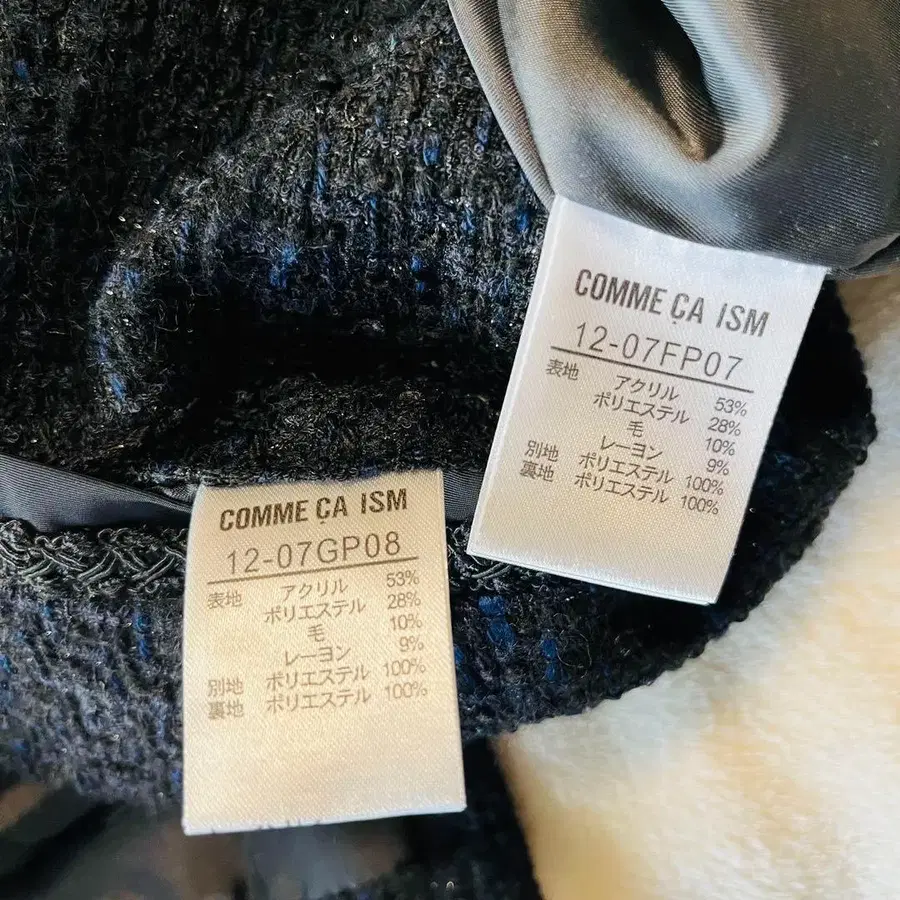 COMME ÇA ISM
12-07FP07
表地 アクリル 53%
ポリエステル 28%
毛 10%
レーヨン 9%
別地 ポリエステル 100%
裏地 ポリエステル 100%
COMME ÇA ISM
12-07GP08
表地 アクリル 53%
ポリエステル 28%
毛 10%
レーヨン 9%
別地 ポリエステル 100%
裏地 ポリエステル 100%